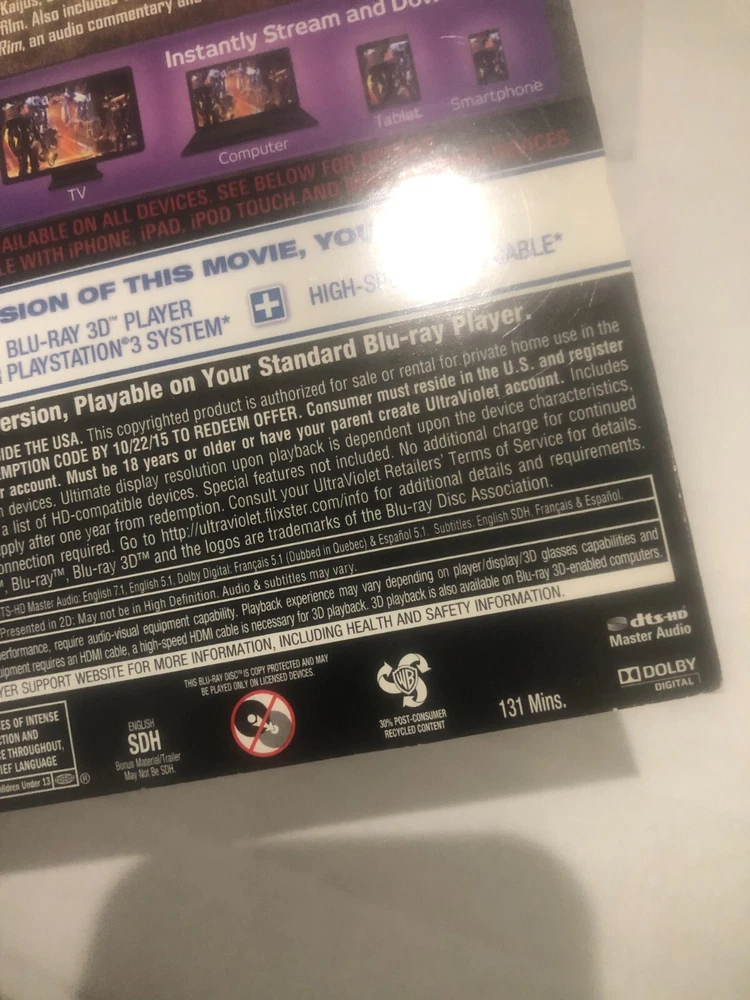 Kaijus,
film. Also includes
Rim, an audio commentary
Instantly Stream and Dow
TV
Computer
Tablet
Smartphone
AILABLE ON ALL DEVICES. SEE BELOW FOR
LE WITH iPHONE, iPAD, iPOD TOUCH AND
SION OF THIS MOVIE, YOU
BLU-RAY 3D™ PLAYER
PLAYSTATION®3 SYSTEM*
HIGH-SP ABLE*
ersion, Playable on Your Standard Blu-ray Player.
IDE THE USA. This copyrighted product is authorized for sale or rental for private home use in the
EMPTION CODE BY 10/22/15 TO REDEEM OFFER. Consumer must reside in the U.S. and register
r account. Must be 18 years or older or have your parent create UltraViolet account. Includes
devices. Ultimate display resolution upon playback is dependent upon the device characteristics.
a list of HD-compatible devices. Special features not included. No additional charge for continued
pply after one year from redemption. Consult your UltraViolet Retailers' Terms of Service for details.
onnection required. Go to http://ultraviolet.flixster.com/info for additional details and requirements.
, Blu-ray™, Blu-ray 3D™ and the logos are trademarks of the Blu-ray Disc Association.
TS-HD Master Audio: English 7.1, English 5.1, Dolby Digital: Français 5.1 (Dubbed in Quebec) & Español 5.1. Subtitles: English SDH, Français & Español.
Presented in 2D; May not be in High Definition. Audio & subtitles may vary.
erformance, require audio-visual equipment capability. Playback experience may vary depending on player/display/3D glasses capabilities and
uipment requires an HDMI cable, a high-speed HDMI cable is necessary for 3D playback. 3D playback is also available on Blu-ray 3D-enabled computers.
YER SUPPORT WEBSITE FOR MORE INFORMATION, INCLUDING HEALTH AND SAFETY INFORMATION.
dts-HD
Master Audio
DOLBY
DIGITAL
CES OF INTENSE
CTION AND
E THROUGHOUT,
IEF LANGUAGE
ildren Under 13
®
ENGLISH
SDH
Bonus Material/Trailer
May Not Be SDH.
THIS BLU-RAY DISC™ IS COPY PROTECTED AND MAY
BE PLAYED ONLY ON LICENSED DEVICES.
WB
30% POST-CONSUMER
RECYCLED CONTENT
131 Mins.